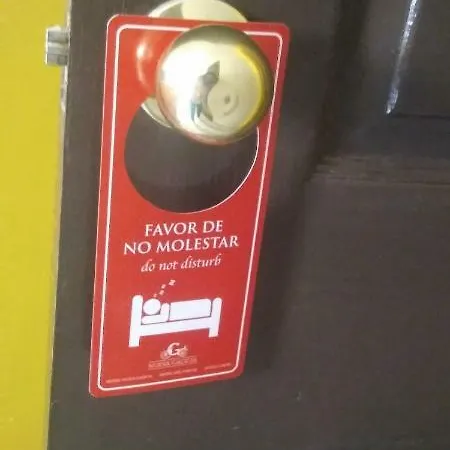 FAVOR DE
NO MOLESTAR
do not disturb
z z z
G